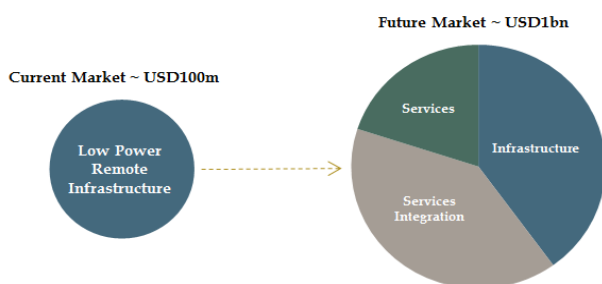 Future Market ~ USD1bn
Current Market ~ USD100m
Low Power
Remote
Infrastructure
Services
Infrastructure
Services
Integration